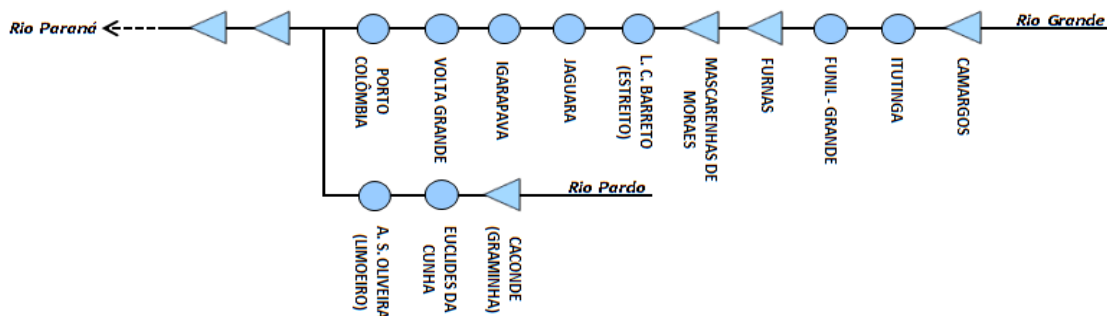 Rio Paraná
Rio Grande
PORTO
COLÔMBIA
VOLTA GRANDE
IGARAPAVA
JAGUARA
L. C. BARRETO
(ESTREITO)
MASCARENHAS DE
MORAES
FURNAS
FUNIL - GRANDE
ITUTINGA
CAMARGOS
Rio Pardo
A. S. OLIVEIRA
(LIMOEIRO)
EUCLIDES DA
CUNHA
CACONDE
(GRAMINHA)